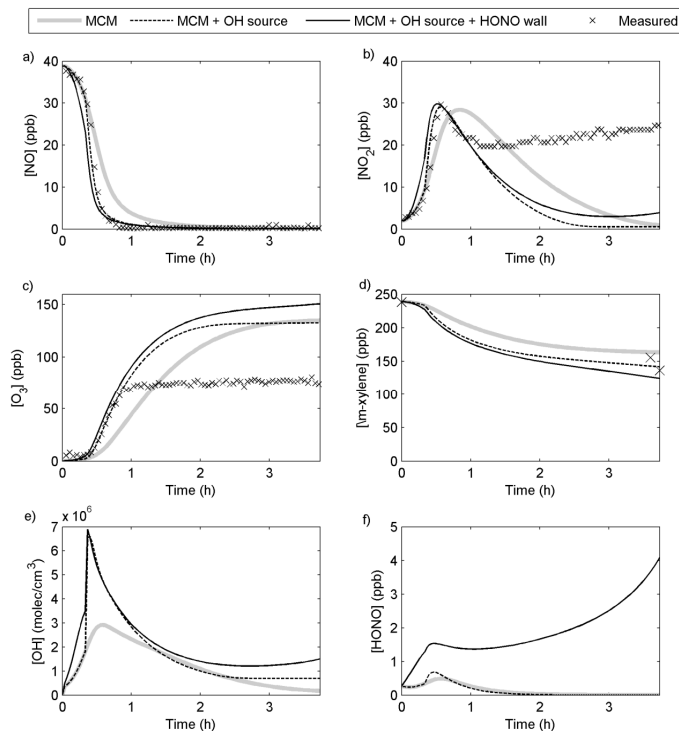 MCM MCM + OH source MCM + OH source + HONO wall × Measured
a)
40
30
20
10
0
[NO] (ppb)
0 1 2 3
Time (h)
b)
40
30
20
10
0
[NO2] (ppb)
0 1 2 3
Time (h)
c)
150
100
50
0
[O3] (ppb)
0 1 2 3
Time (h)
d)
250
200
150
100
50
0
[\m-xylene] (ppb)
0 1 2 3
Time (h)
e)
x 10^6
7
6
5
4
3
2
1
0
[OH] (molec/cm3)
0 1 2 3
Time (h)
f)
5
4
3
2
1
0
[HONO] (ppb)
0 1 2 3
Time (h)